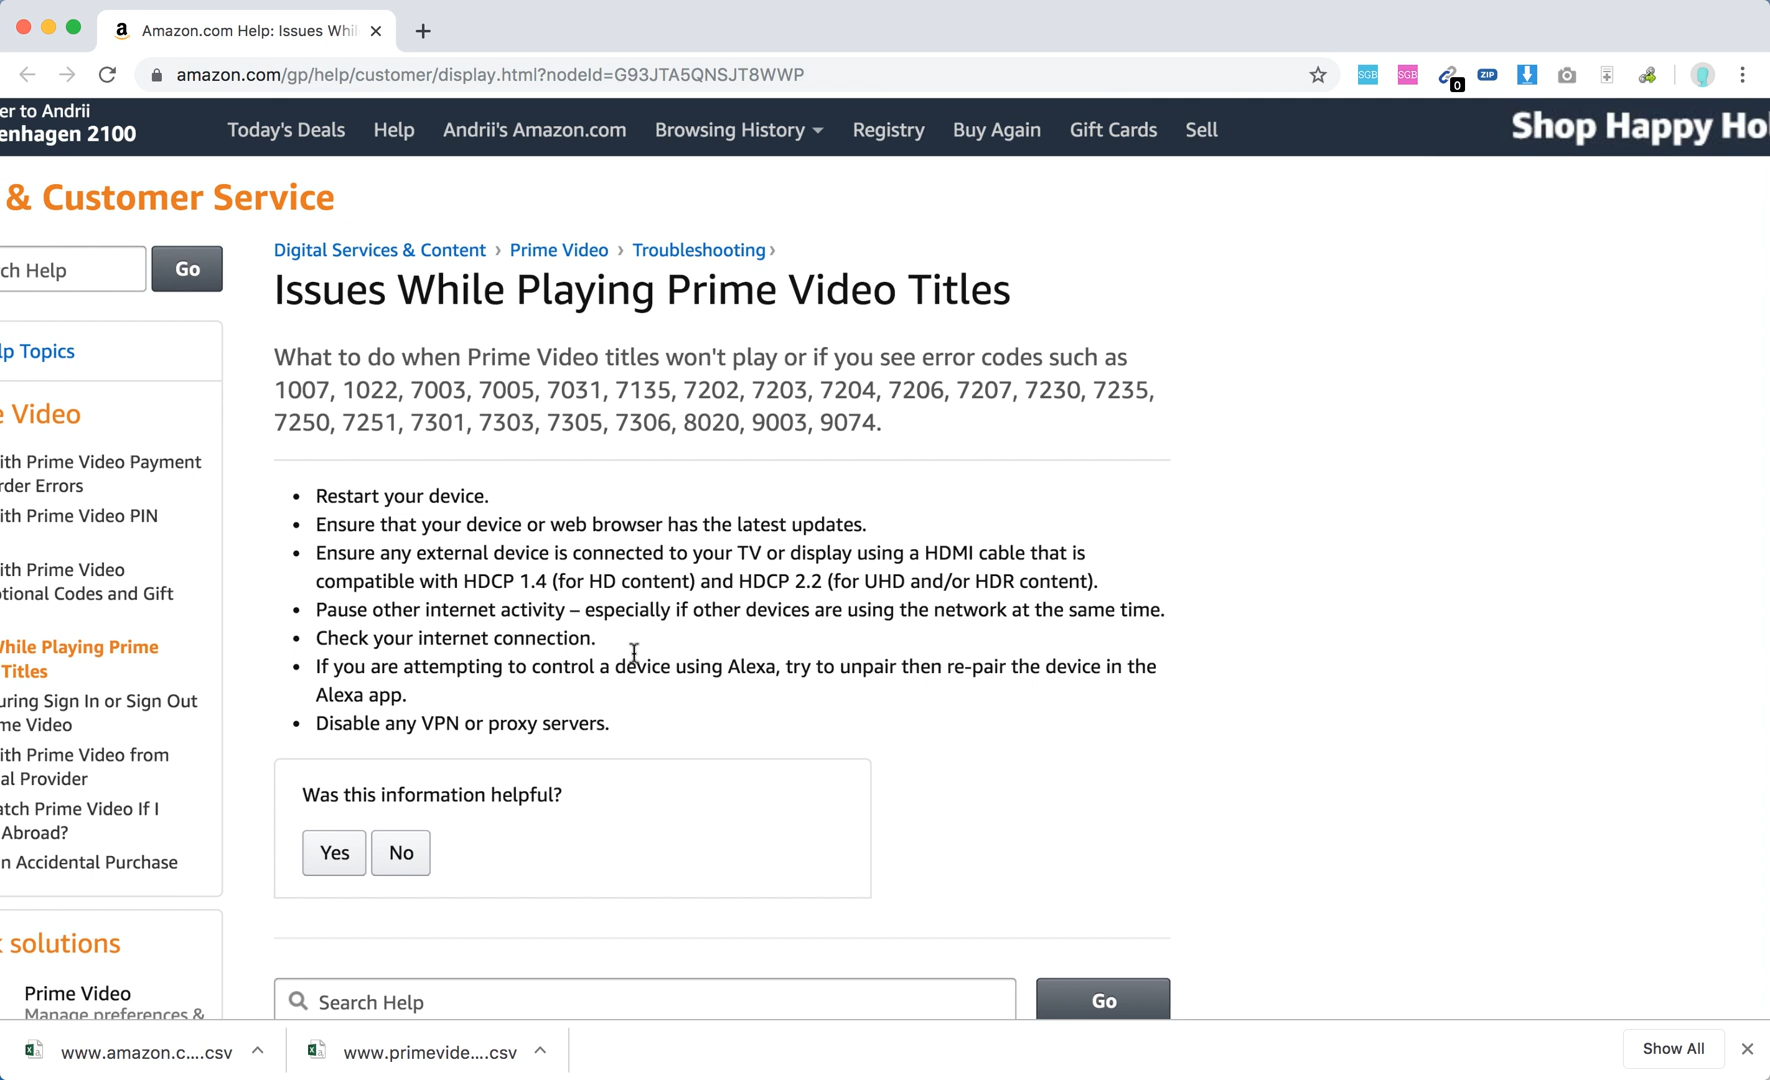 Amazon.com Help: Issues Whil
amazon.com/gp/help/customer/display.html?nodeId=G93JTA5QNSJT8WWP
SGB
SGB
0
ZIP
er to Andrii
enhagen 2100
Today's Deals
Help
Andrii's Amazon.com
Browsing History
Registry
Buy Again
Gift Cards
Sell
Shop Happy Hol
& Customer Service
ch Help
Go
lp Topics
e Video
ith Prime Video Payment
rder Errors
ith Prime Video PIN
ith Prime Video
otional Codes and Gift
While Playing Prime
Titles
uring Sign In or Sign Out
me Video
ith Prime Video from
al Provider
atch Prime Video If I
Abroad?
n Accidental Purchase
k solutions
Prime Video
Manage preferences &
Digital Services & Content › Prime Video › Troubleshooting ›
Issues While Playing Prime Video Titles
What to do when Prime Video titles won't play or if you see error codes such as
1007, 1022, 7003, 7005, 7031, 7135, 7202, 7203, 7204, 7206, 7207, 7230, 7235,
7250, 7251, 7301, 7303, 7305, 7306, 8020, 9003, 9074.
• Restart your device.
• Ensure that your device or web browser has the latest updates.
• Ensure any external device is connected to your TV or display using a HDMI cable that is
compatible with HDCP 1.4 (for HD content) and HDCP 2.2 (for UHD and/or HDR content).
• Pause other internet activity – especially if other devices are using the network at the same time.
• Check your internet connection.
• If you are attempting to control a device using Alexa, try to unpair then re-pair the device in the
Alexa app.
• Disable any VPN or proxy servers.
Was this information helpful?
Yes
No
Search Help
Go
www.amazon.c....csv
www.primevide....csv
Show All